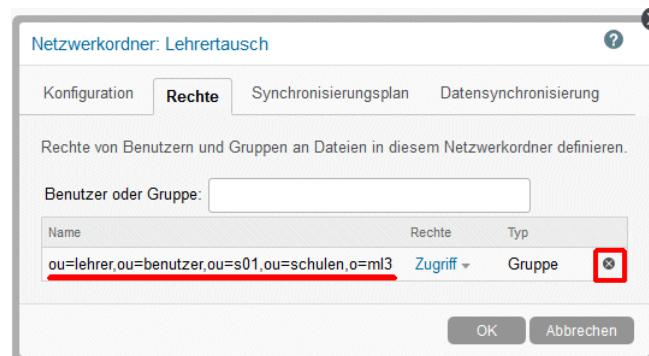 Netzwerkordner: Lehrertausch
Konfiguration Rechte Synchronisierungsplan Datensynchronisierung
Rechte von Benutzern und Gruppen an Dateien in diesem Netzwerkordner definieren.
Benutzer oder Gruppe:
Name Rechte Typ
ou=lehrer,ou=benutzer,ou=s01,ou=schulen,o=ml3 Zugriff Gruppe
OK Abbrechen